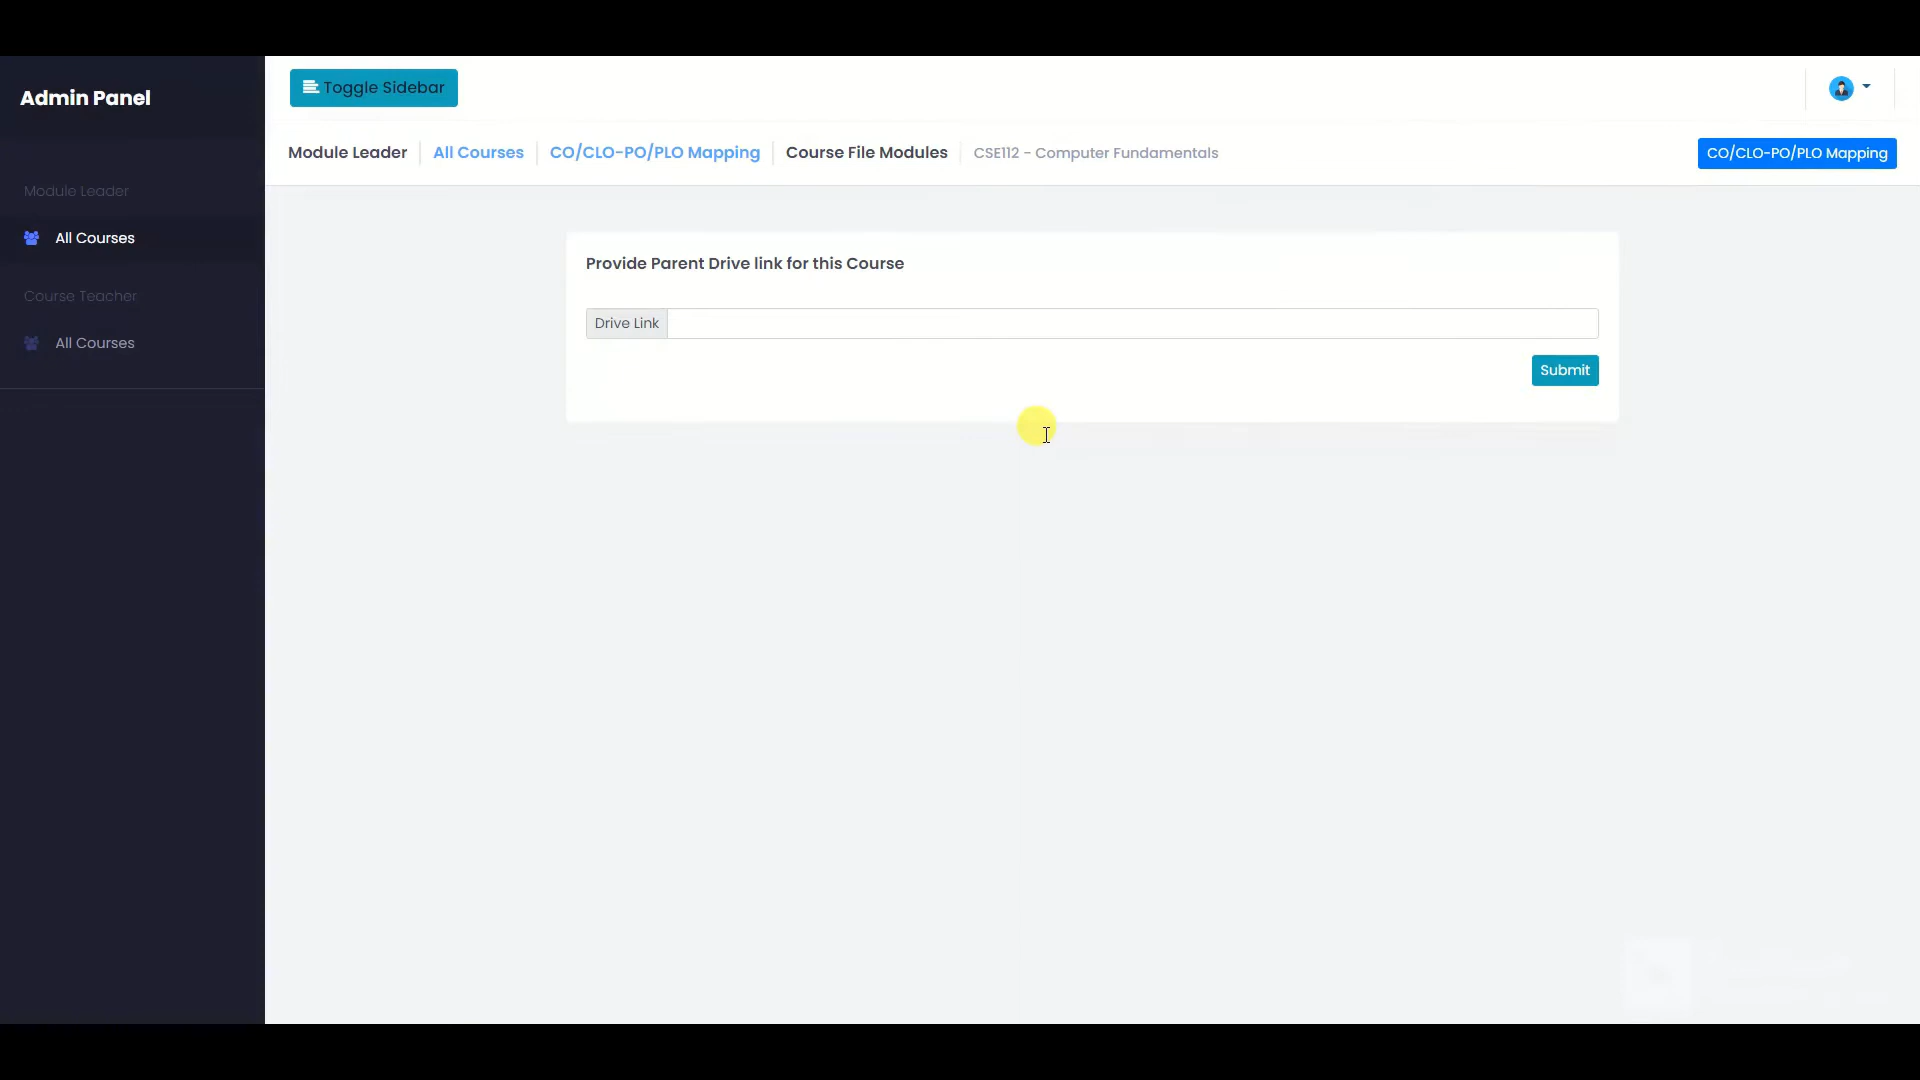 Admin Panel
Toggle Sidebar
Module Leader
All Courses
CO/CLO-PO/PLO Mapping
Course File Modules
CSE112 - Computer Fundamentals
CO/CLO-PO/PLO Mapping
Module Leader
All Courses
Course Teacher
All Courses
Provide Parent Drive link for this Course
Drive Link
Submit